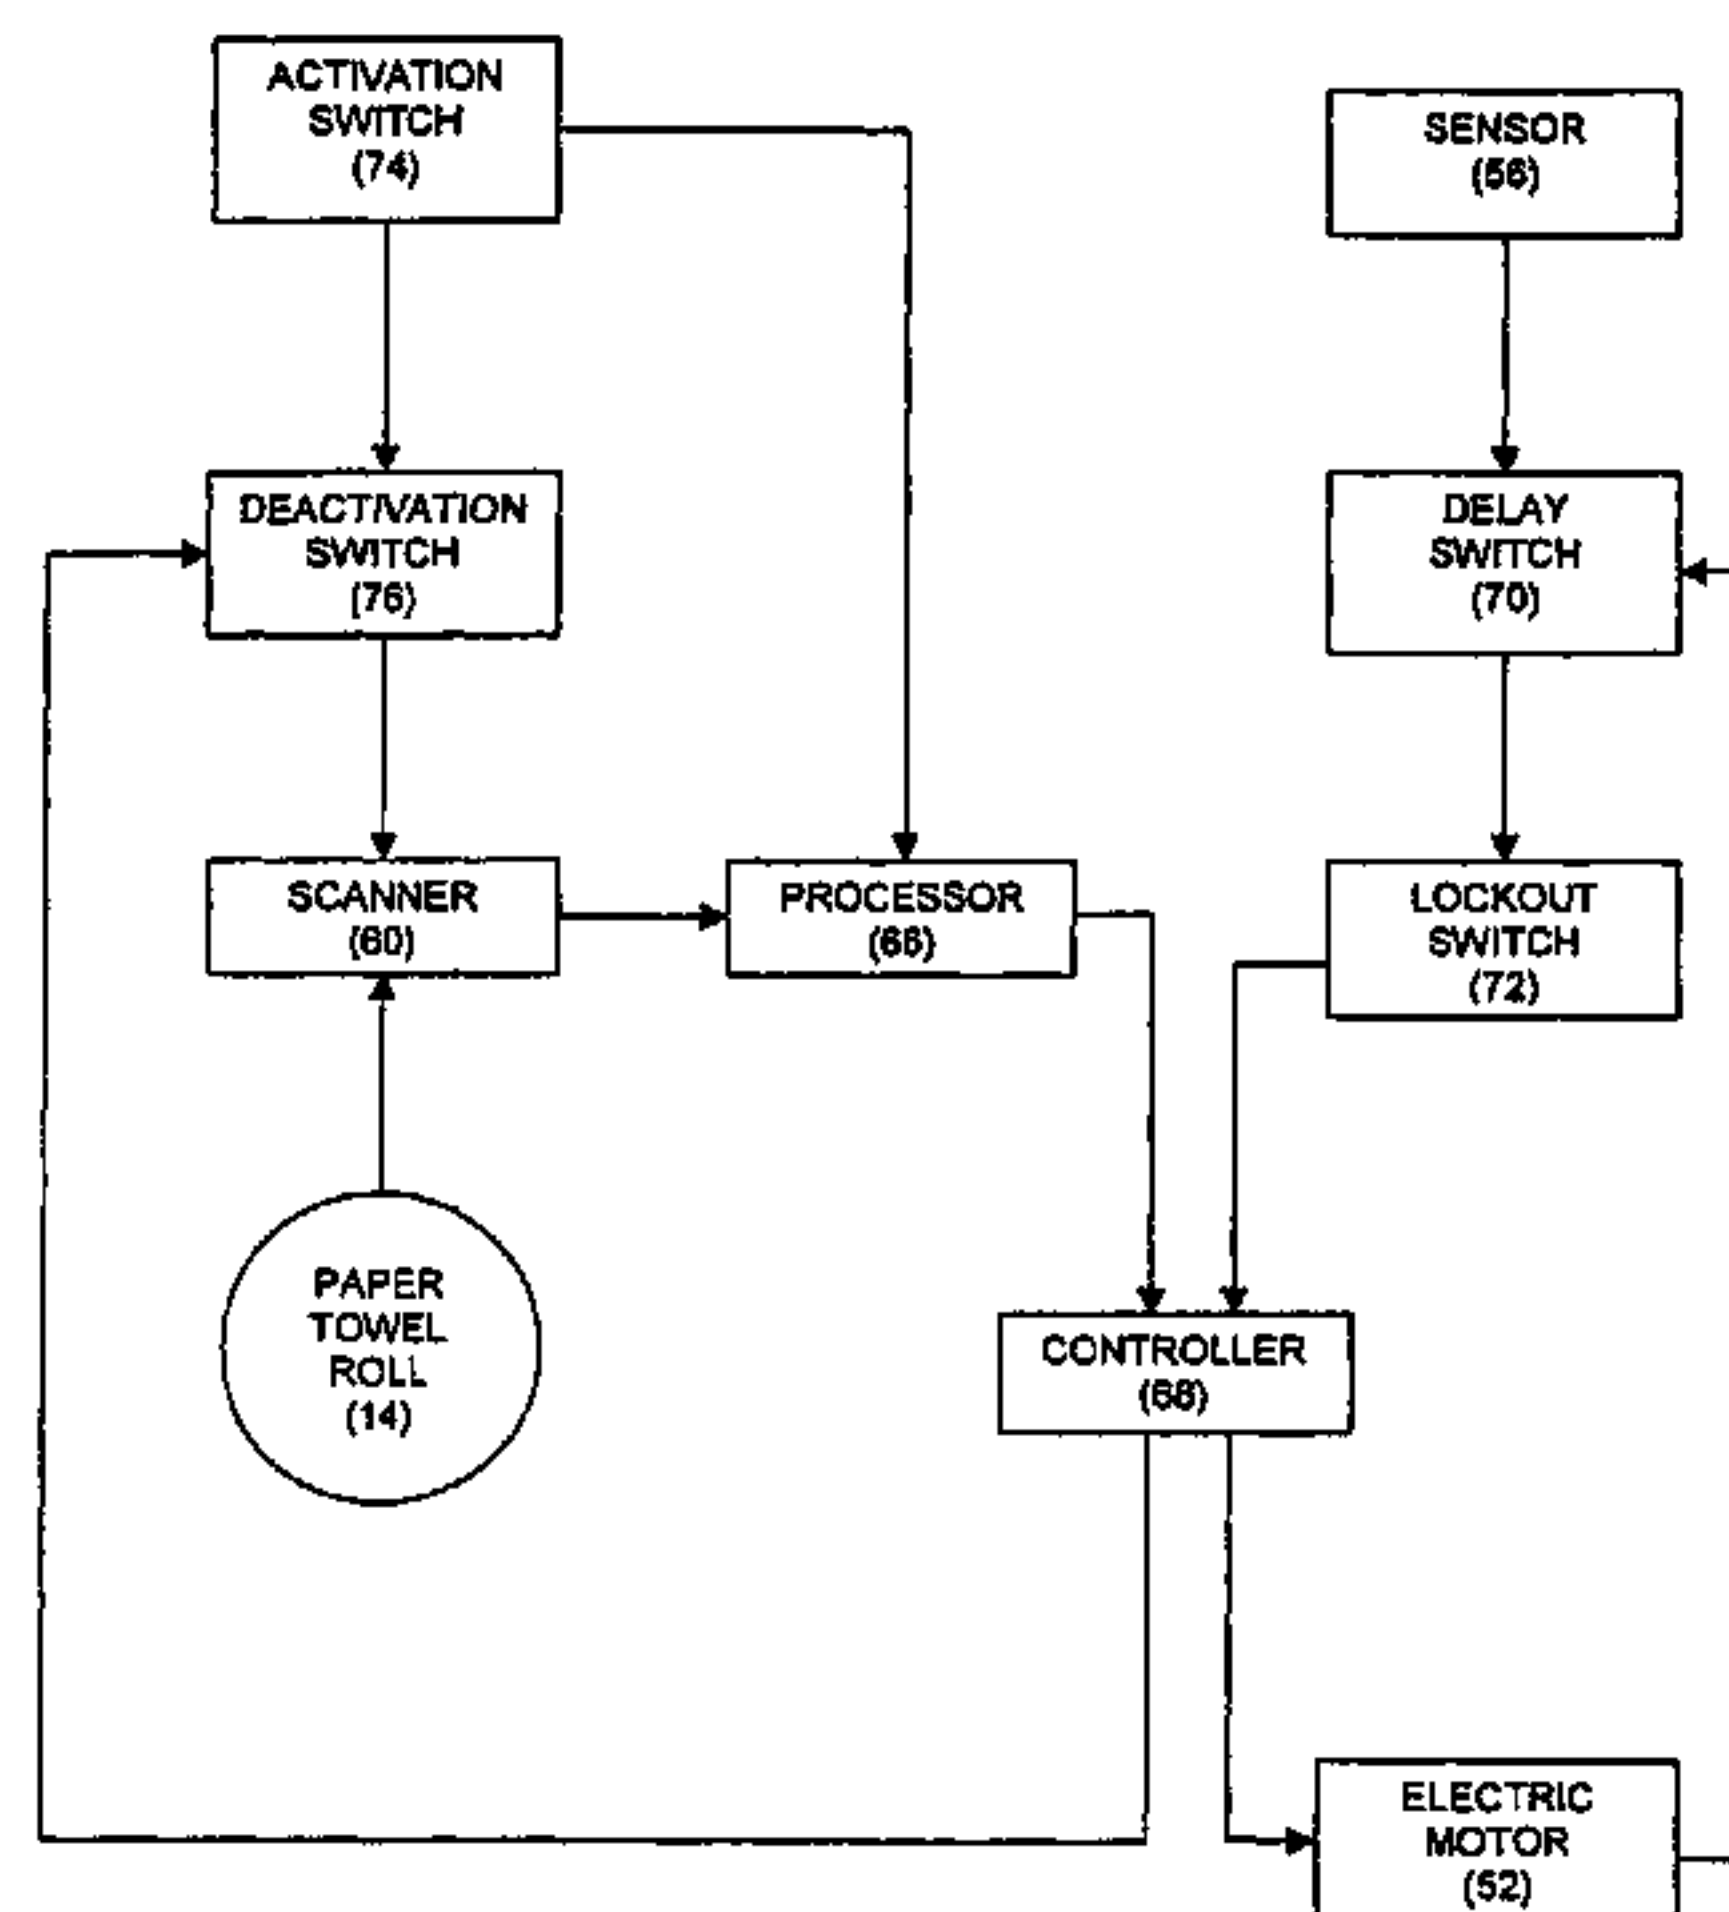 ACTIVATION
SWITCH
(74)
SENSOR
(56)
DEACTIVATION
SWITCH
(76)
DELAY
SWITCH
(70)
SCANNER
(60)
PROCESSOR
(66)
LOCKOUT
SWITCH
(72)
PAPER
TOWEL
ROLL
(14)
CONTROLLER
(68)
ELECTRIC
MOTOR
(52)